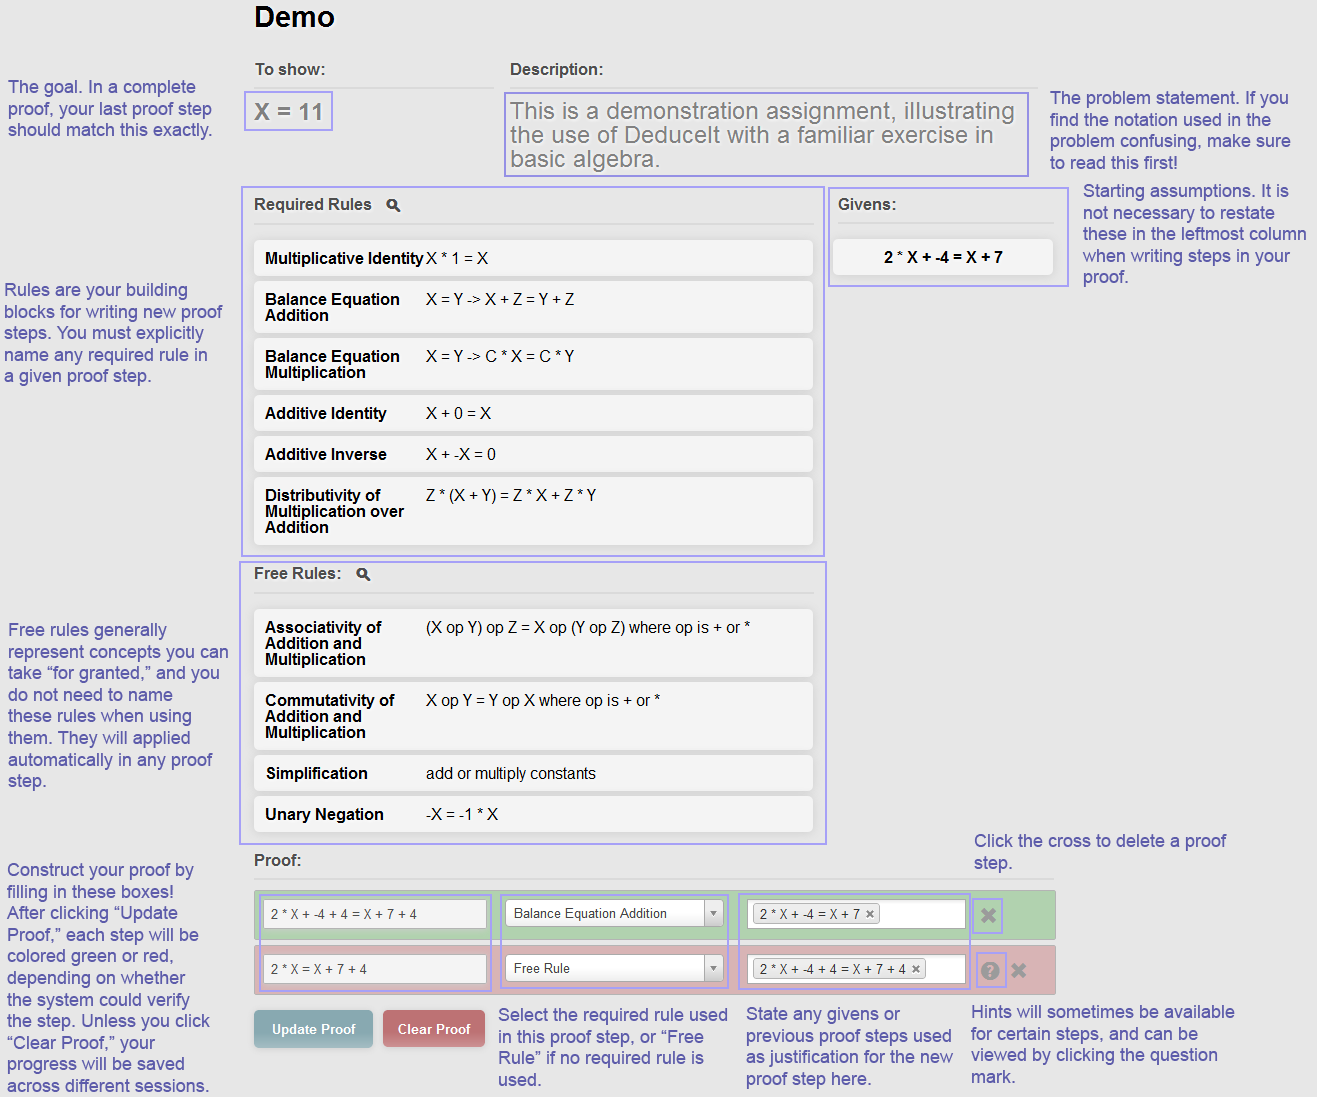 Demo
To show:
Description:
The goal. In a complete
proof, your last proof step
should match this exactly.
X = 11
This is a demonstration assignment, illustrating
the use of DeduceIt with a familiar exercise in
basic algebra.
The problem statement. If you
find the notation used in the
problem confusing, make sure
to read this first!
Required Rules
Givens:
Starting assumptions. It is
not necessary to restate
these in the leftmost column
when writing steps in your
proof.
2 * X + -4 = X + 7
Rules are your building
blocks for writing new proof
steps. You must explicitly
name any required rule in
a given proof step.
Multiplicative Identity X * 1 = X
Balance Equation X = Y -> X + Z = Y + Z
Addition
Balance Equation X = Y -> C * X = C * Y
Multiplication
Additive Identity X + 0 = X
Additive Inverse X + -X = 0
Distributivity of Z * (X + Y) = Z * X + Z * Y
Multiplication over
Addition
Free Rules:
Free rules generally
represent concepts you can
take “for granted,” and you
do not need to name
these rules when using
them. They will applied
automatically in any proof
step.
Associativity of (X op Y) op Z = X op (Y op Z) where op is + or *
Addition and
Multiplication
Commutativity of X op Y = Y op X where op is + or *
Addition and
Multiplication
Simplification add or multiply constants
Unary Negation -X = -1 * X
Proof:
Click the cross to delete a proof
step.
Construct your proof by
filling in these boxes!
After clicking “Update
Proof,” each step will be
colored green or red,
depending on whether
the system could verify
the step. Unless you click
“Clear Proof,” your
progress will be saved
across different sessions.
2 * X + -4 + 4 = X + 7 + 4 Balance Equation Addition 2 * X + -4 = X + 7 × ✖
2 * X = X + 7 + 4 Free Rule 2 * X + -4 + 4 = X + 7 + 4 × ? ✖
Update Proof Clear Proof
Select the required rule used
in this proof step, or “Free
Rule” if no required rule is
used.
State any givens or
previous proof steps used
as justification for the new
proof step here.
Hints will sometimes be available
for certain steps, and can be
viewed by clicking the question
mark.